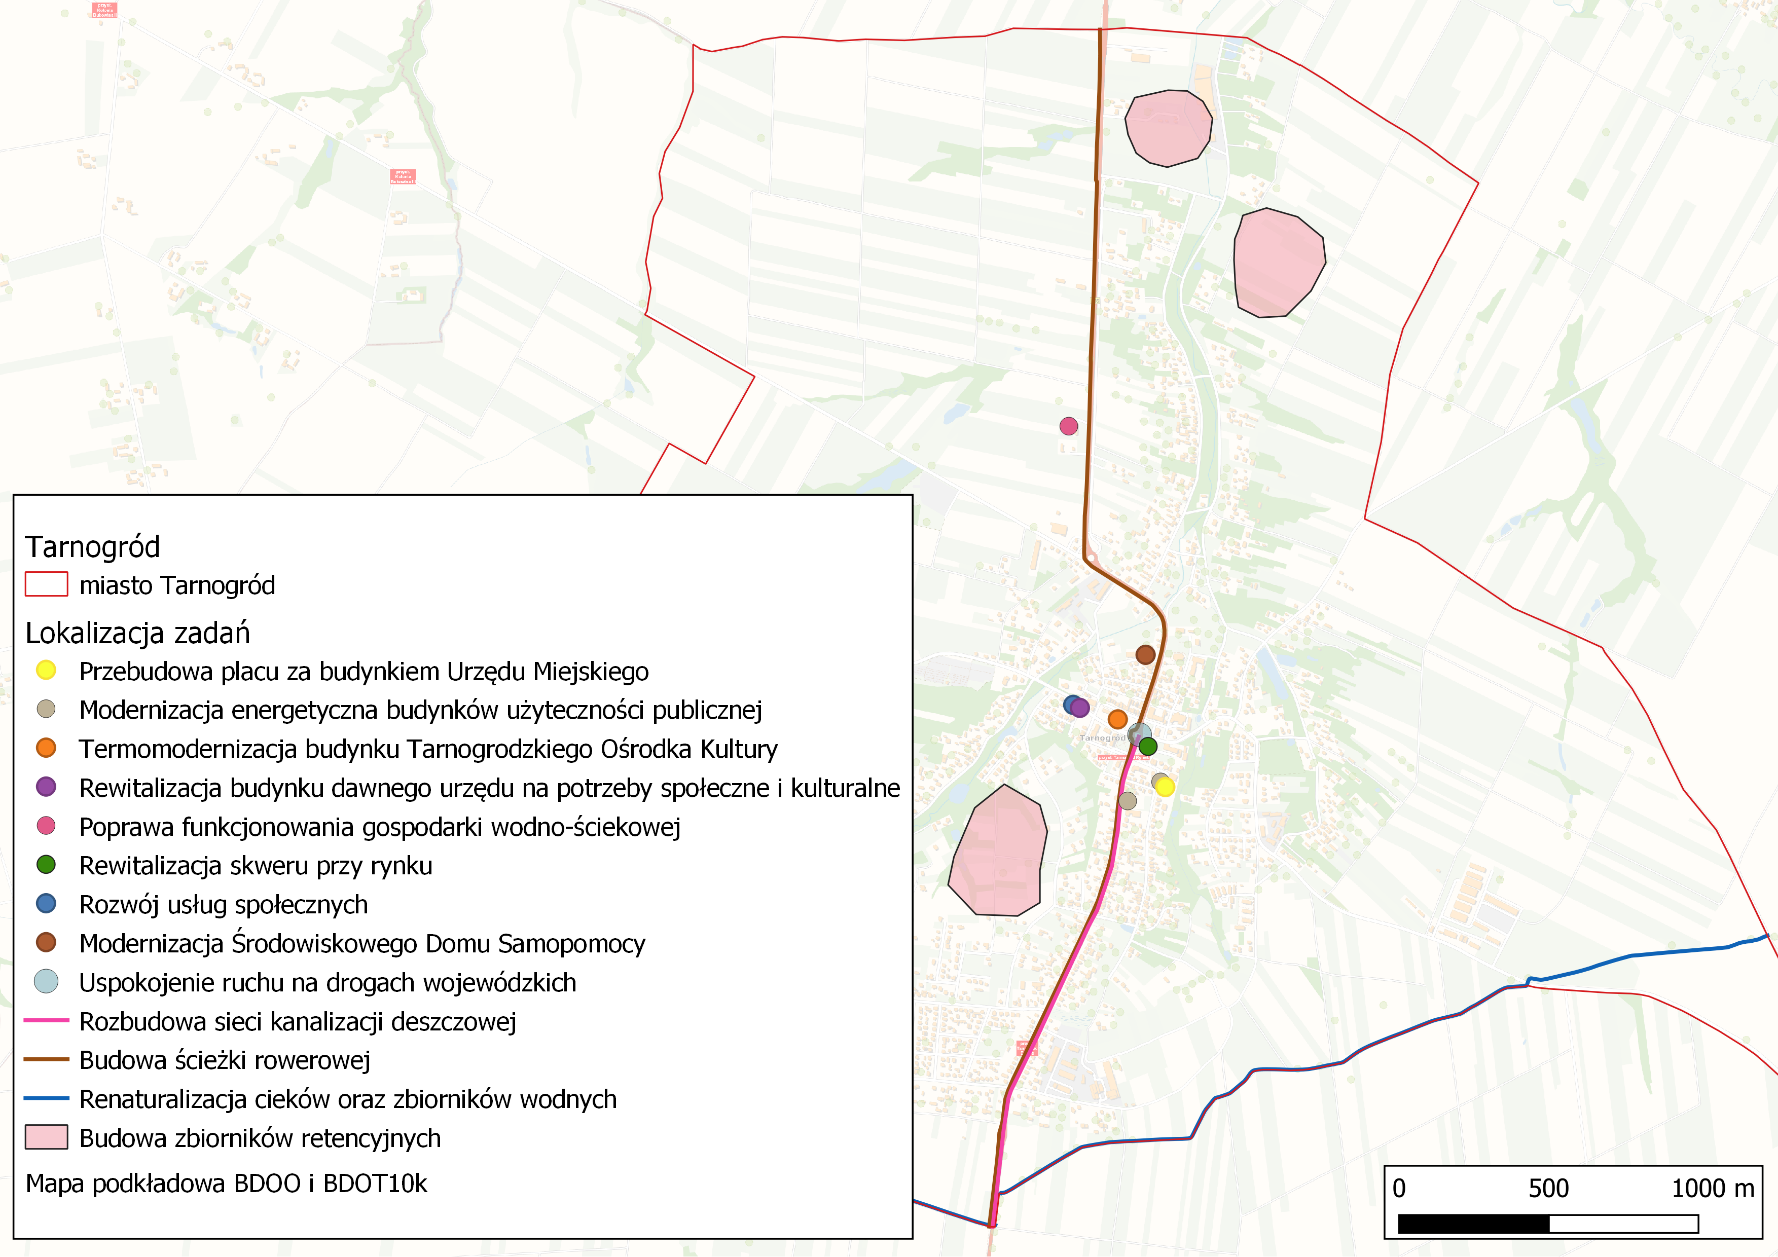 Tarnogród
Tarnogród
miasto Tarnogród
Lokalizacja zadań
Przebudowa placu za budynkiem Urzędu Miejskiego
Modernizacja energetyczna budynków użyteczności publicznej
Termomodernizacja budynku Tarnogrodzkiego Ośrodka Kultury
Rewitalizacja budynku dawnego urzędu na potrzeby społeczne i kulturalne
Poprawa funkcjonowania gospodarki wodno-ściekowej
Rewitalizacja skweru przy rynku
Rozwój usług społecznych
Modernizacja Środowiskowego Domu Samopomocy
Uspokojenie ruchu na drogach wojewódzkich
Rozbudowa sieci kanalizacji deszczowej
Budowa ścieżki rowerowej
Renaturalizacja cieków oraz zbiorników wodnych
Budowa zbiorników retencyjnych
Mapa podkładowa BDOO i BDOT10k
0 500 1000 m